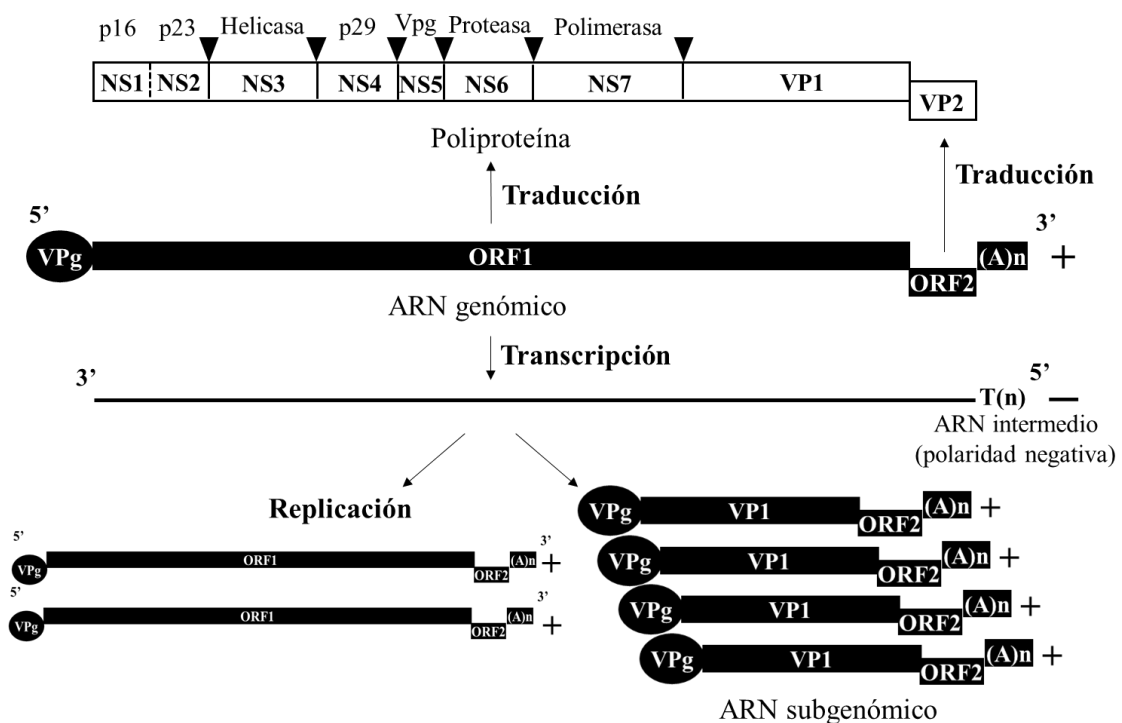 p16 p23 Helicasa p29 Vpg Proteasa Polimerasa
NS1 NS2 NS3 NS4 NS5 NS6 NS7 VP1
VP2
Poliproteína
Traducción Traducción
5’ 3’
VPg ORF1 (A)n +
ORF2
ARN genómico
Transcripción
3’ 5’
T(n)
ARN intermedio
(polaridad negativa)
Replicación
VPg VP1 ORF2 (A)n +
5’ 3’
VPg ORF1 ORF2 (A)n +
VPg VP1 ORF2 (A)n +
5’ 3’
VPg ORF1 ORF2 (A)n +
VPg VP1 ORF2 (A)n +
VPg VP1 ORF2 (A)n +
ARN subgenómico